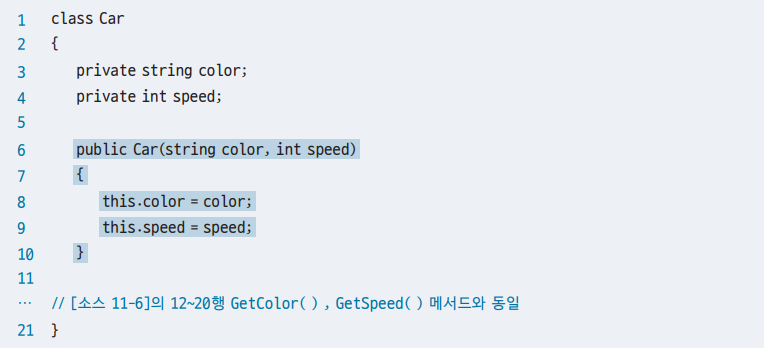 1 class Car
2 {
3 private string color;
4 private int speed;
5
6 public Car(string color, int speed)
7 {
8 this.color = color;
9 this.speed = speed;
10 }
11
… // [소스 11-6]의 12~20행 GetColor( ) , GetSpeed( ) 메서드와 동일
21 }